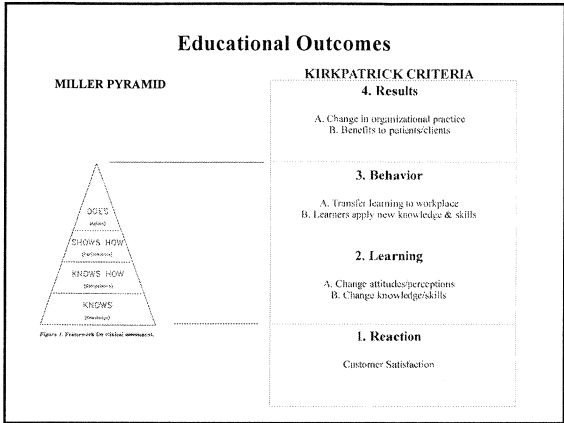 Educational Outcomes
MILLER PYRAMID
DOES
(Action)
SHOWS HOW
(Performance)
KNOWS HOW
(Competence)
KNOWS
(Knowledge)
Figure 1. Framework for clinical assessment.
KIRKPATRICK CRITERIA
4. Results
A. Change in organizational practice
B. Benefits to patients/clients
3. Behavior
A. Transfer learning to workplace
B. Learners apply new knowledge & skills
2. Learning
A. Change attitudes/perceptions
B. Change knowledge/skills
1. Reaction
Customer Satisfaction